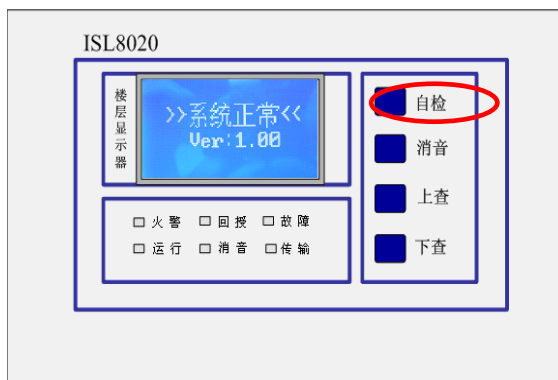 ISL8020
楼层显示器
>>系统正常<<
Ver:1.00
火警 回授 故障
运行 消音 传输
自检
消音
上查
下查